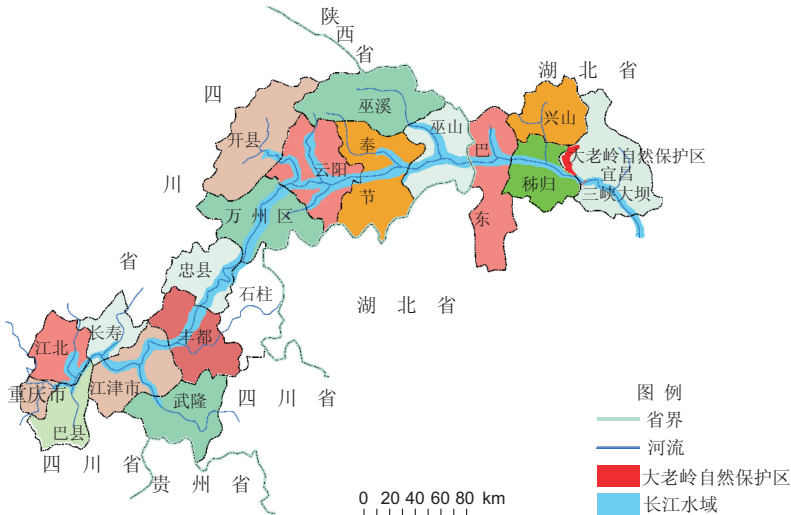 陕西省
湖北省
四川省
巫溪
开县
巫山
兴山
奉节
云阳
巴东
大老岭自然保护区
宜昌
秭归
三峡大坝
万州区
忠县
石柱
湖北省
长寿
丰都
江北
重庆市
江津市
武隆
四川省
巴县
四川省
贵州省
图例
省界
河流
大老岭自然保护区
长江水域
0 20 40 60 80 km